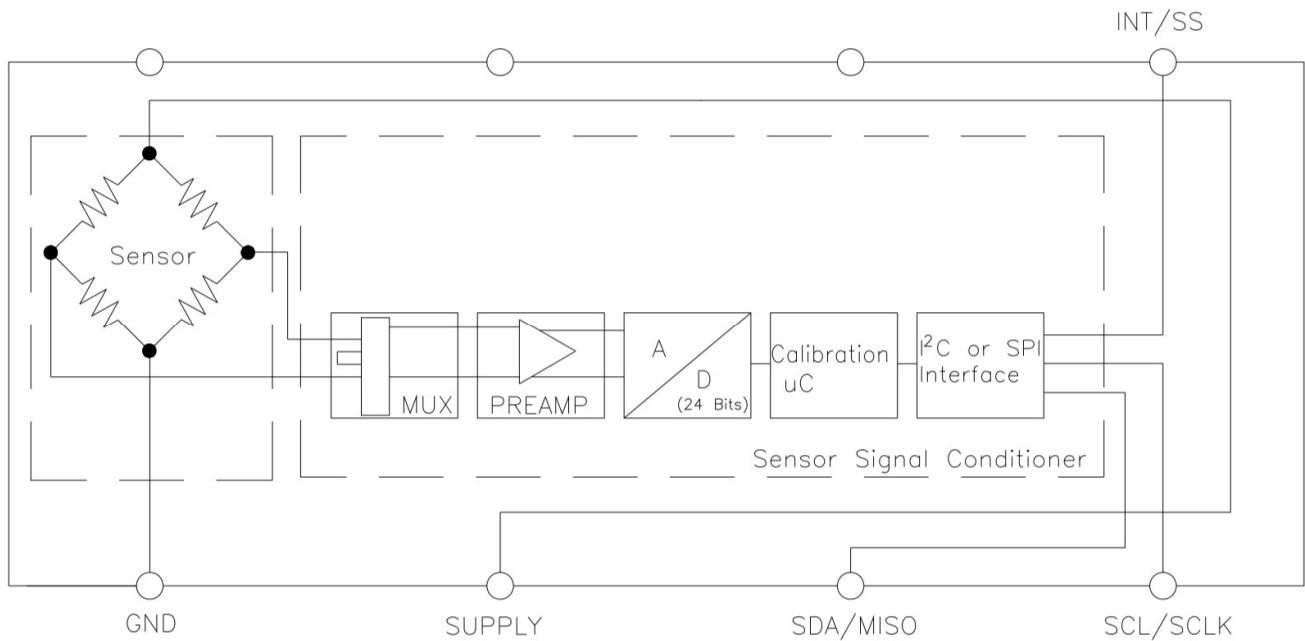 INT/SS
Sensor
A
D
(24 Bits)
MUX
PREAMP
Calibration
uC
I²C or SPI
Interface
Sensor Signal Conditioner
GND
SUPPLY
SDA/MISO
SCL/SCLK